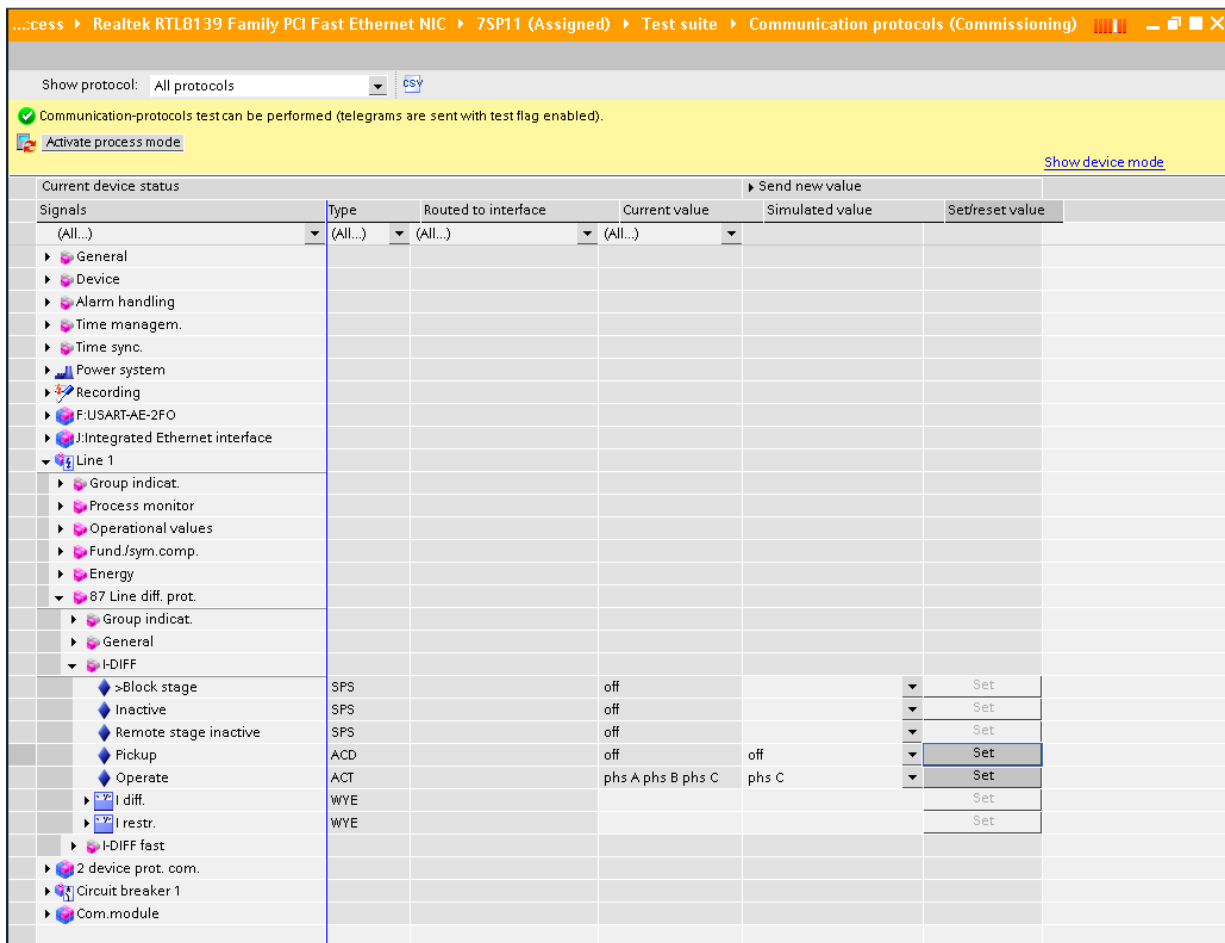 ...:cess ▸ Realtek RTL8139 Family PCI Fast Ethernet NIC ▸ 7SP11 (Assigned) ▸ Test suite ▸ Communication protocols (Commissioning)
Show protocol: All protocols CSV
Communication-protocols test can be performed (telegrams are sent with test flag enabled).
Activate process mode
Show device mode
Current device status Send new value
Signals Type Routed to interface Current value Simulated value Set/reset value
(All...) (All...) (All...) (All...)
General
Device
Alarm handling
Time managem.
Time sync.
Power system
Recording
F:USART-AE-2FO
J:Integrated Ethernet interface
Line 1
Group indicat.
Process monitor
Operational values
Fund./sym.comp.
Energy
87 Line diff. prot.
Group indicat.
General
I-DIFF
>Block stage SPS off Set
Inactive SPS off Set
Remote stage inactive SPS off Set
Pickup ACD off off Set
Operate ACT phs A phs B phs C phs C Set
I diff. WYE Set
I restr. WYE Set
I-DIFF fast
2 device prot. com.
Circuit breaker 1
Com.module